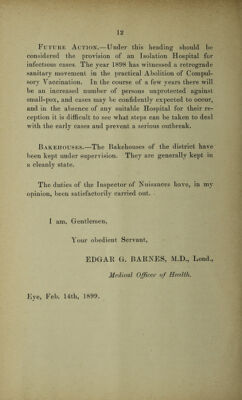 12
FUTURE ACTION.—Under this heading should be
considered the provision of an Isolation Hospital for
infectious cases. The year 1898 has witnessed a retrograde
sanitary movement in the practical Abolition of Compul-
sory Vaccination. In the course of a few years there will
be an increased number of persons unprotected against
small-pox, and cases may be confidently expected to occur,
and in the absence of any suitable Hospital for their re-
ception it is difficult to see what steps can be taken to deal
with the early cases and prevent a serious outbreak.
BAKEHOUSES.—The Bakehouses of the district have
been kept under supervision. They are generally kept in
a cleanly state.
The duties of the Inspector of Nuisances have, in my
opinion, been satisfactorily carried out.
I am, Gentlemen,
Your obedient Servant,
EDGAR G. BARNES, M.D., Lond.,
Medical Officer of Health.
Eye, Feb. 14th, 1899.